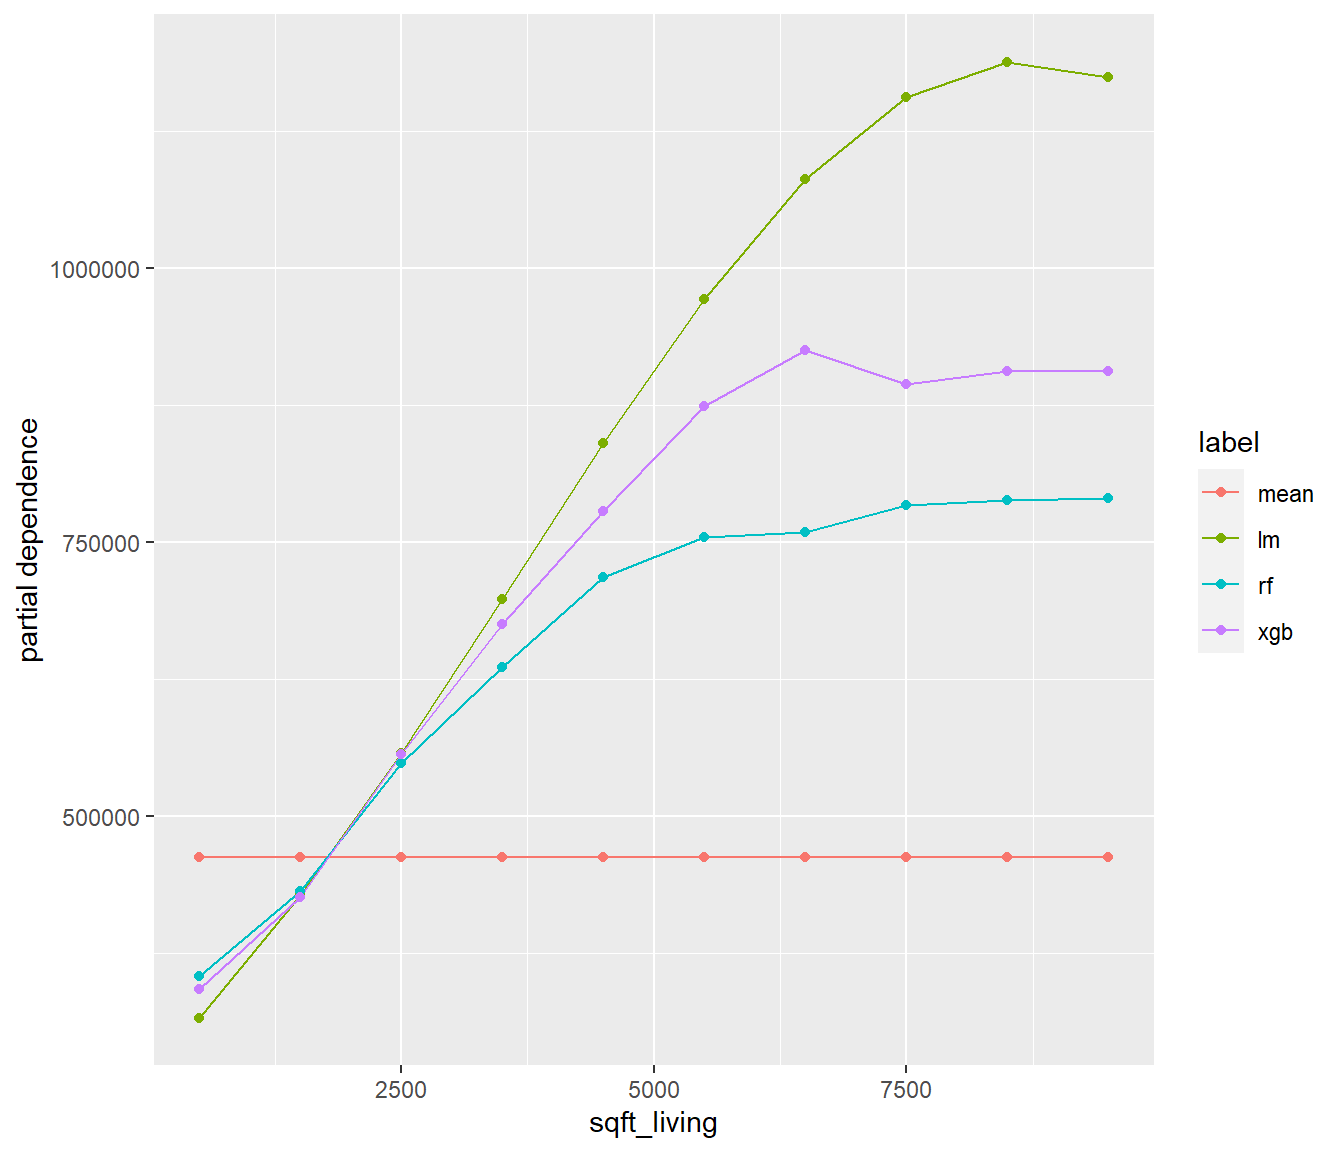 partial dependence
1000000
750000
500000
2500
5000
7500
sqft_living
label
mean
lm
rf
xgb